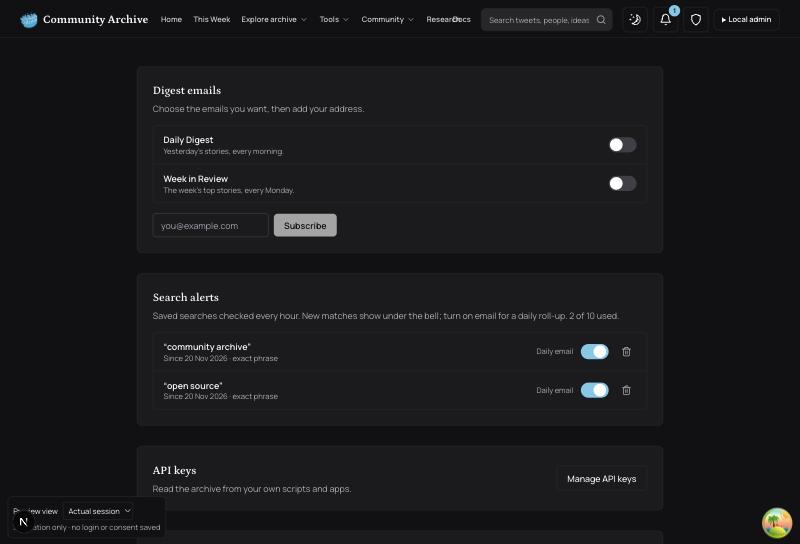 Community Archive
Home
This Week
Explore archive
Tools
Community
Research
Docs
Search tweets, people, ideas
1
Local admin
Digest emails
Choose the emails you want, then add your address.
Daily Digest
Yesterday's stories, every morning.
Week in Review
The week's top stories, every Monday.
you@example.com
Subscribe
Search alerts
Saved searches checked every hour. New matches show under the bell; turn on email for a daily roll-up. 2 of 10 used.
"community archive"
Since 20 Nov 2026 · exact phrase
Daily email
"open source"
Since 20 Nov 2026 · exact phrase
Daily email
API keys
Read the archive from your own scripts and apps.
Manage API keys
view
Actual session
N
only · no login or consent saved